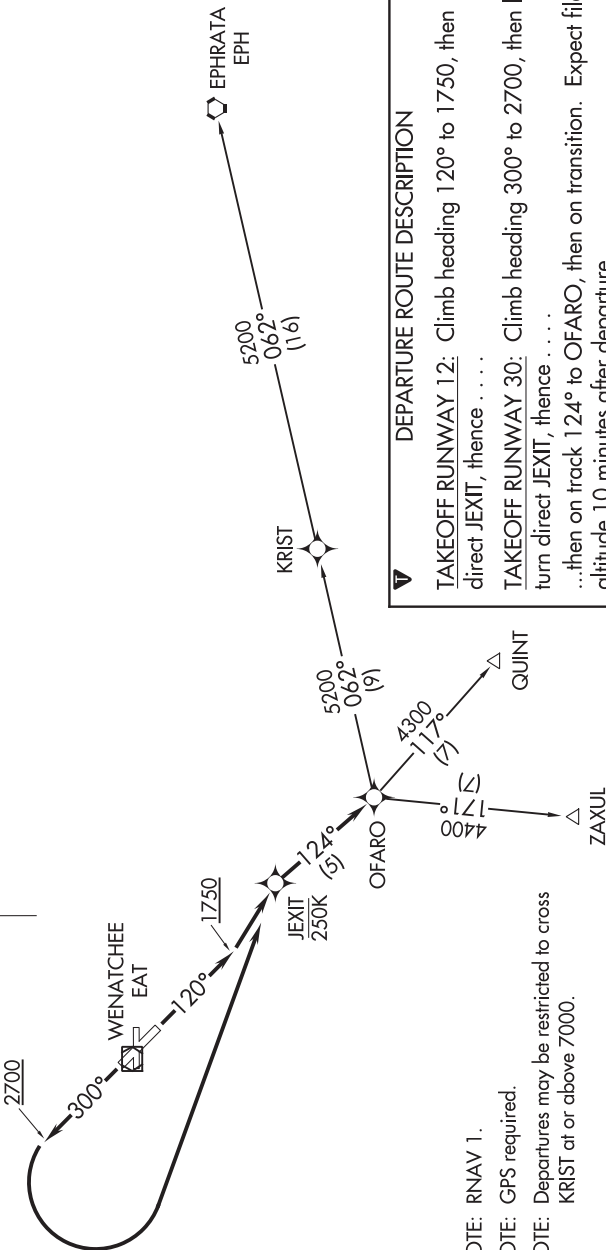 2700
300°
WENATCHEE
EAT
120°
1750
JEXIT
250K
124°
(5)
OFARO
5200
062°
(9)
KRIST
5200
062°
(16)
EPHRATA
EPH
4300
117°
(7)
QUINT
4400
171°
(7)
ZAXUL
NOTE: RNAV 1.
NOTE: GPS required.
NOTE: Departures may be restricted to cross
KRIST at or above 7000.
T
DEPARTURE ROUTE DESCRIPTION
TAKEOFF RUNWAY 12: Climb heading 120° to 1750, then
direct JEXIT, thence . . . .
TAKEOFF RUNWAY 30: Climb heading 300° to 2700, then
turn direct JEXIT, thence . . . .
...then on track 124° to OFARO, then on transition. Expect
altitude 10 minutes after departure.